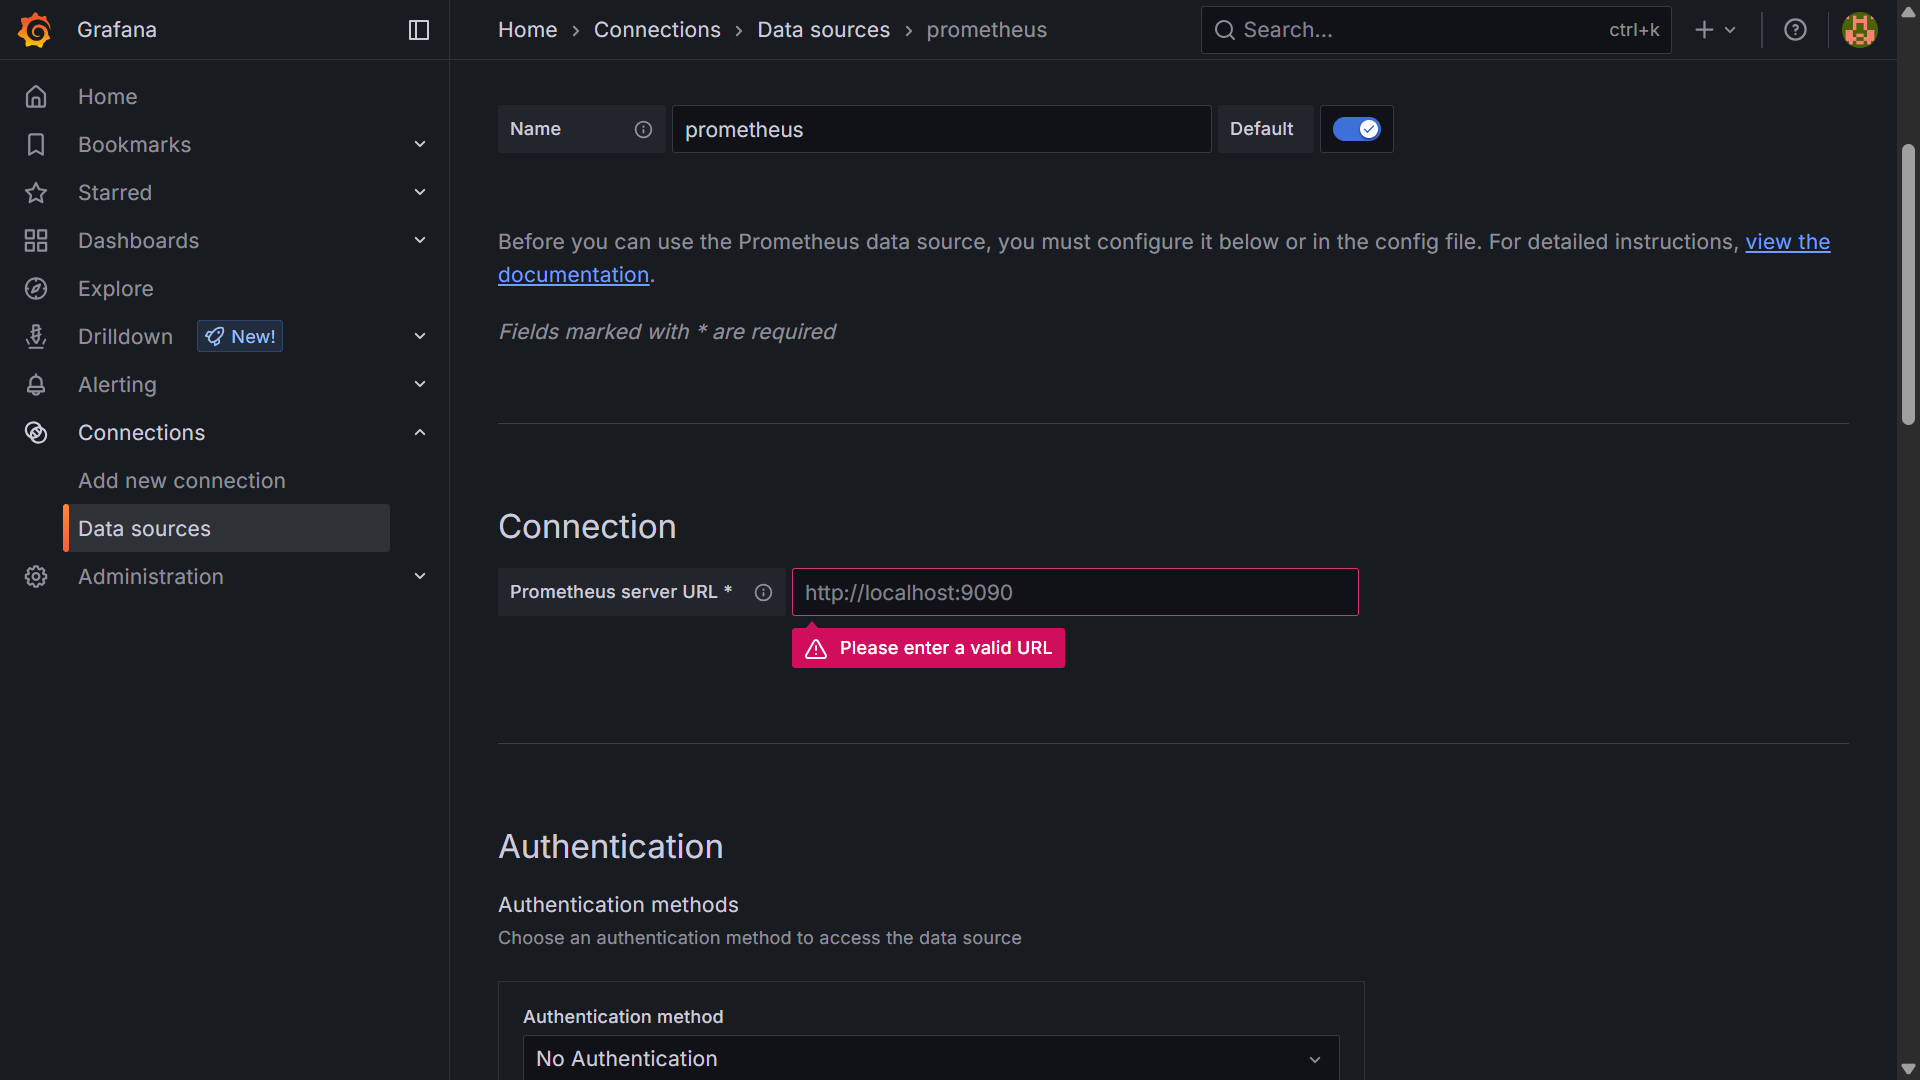 Grafana
Home
Connections
Data sources
prometheus
Search...
ctrl+k
Home
Bookmarks
Starred
Dashboards
Explore
Drilldown
New!
Alerting
Connections
Add new connection
Data sources
Administration
Name
prometheus
Default
Before you can use the Prometheus data source, you must configure it below or in the config file. For detailed instructions, view the
documentation.
Fields marked with * are required
Connection
Prometheus server URL *
http://localhost:9090
Please enter a valid URL
Authentication
Authentication methods
Choose an authentication method to access the data source
Authentication method
No Authentication